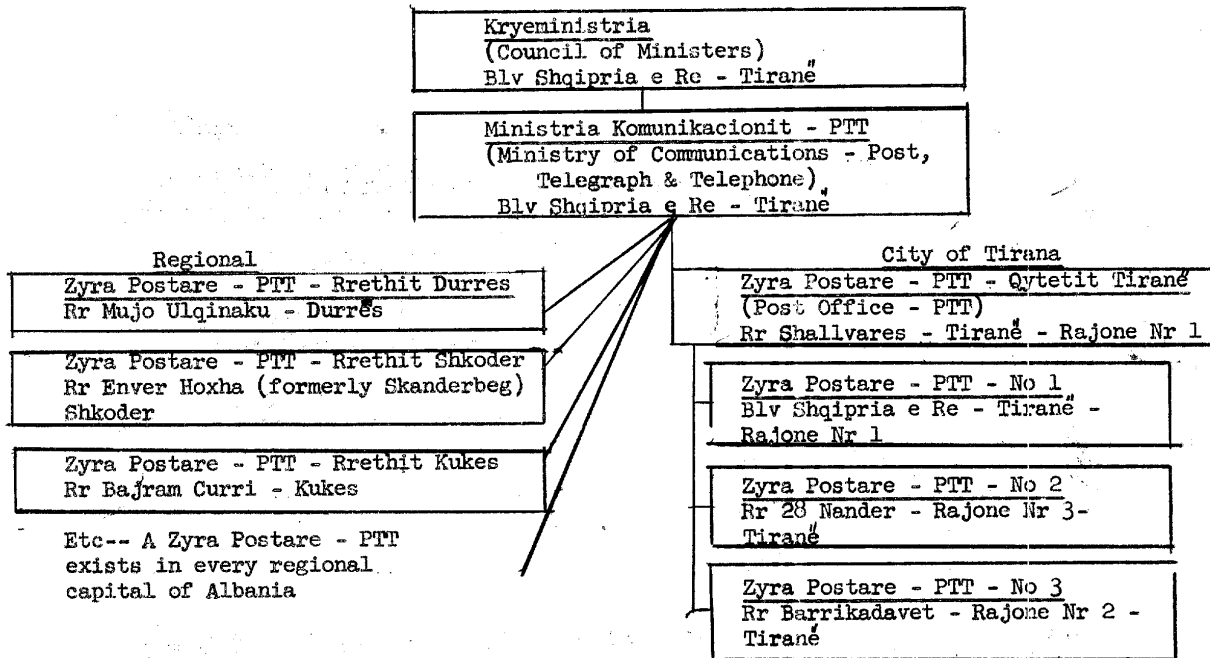 Kryeministria
(Council of Ministers)
Blv Shqipria e Re - Tiranë
Ministria Komunikacionit - PTT
(Ministry of Communications - Post,
Telegraph & Telephone)
Blv Shqipria e Re - Tiranë
Regional
Zyra Postare - PTT - Rrethit Durres
Rr Mujo Ulqinaku - Durrës
Zyra Postare - PTT - Rrethit Shkoder
Rr Enver Hoxha (formerly Skanderbeg)
Shkoder
Zyra Postare - PTT - Rrethit Kukes
Rr Bajram Curri - Kukes
Etc-- A Zyra Postare - PTT
exists in every regional
capital of Albania
City of Tirana
Zyra Postare - PTT - Qytetit Tiranë
(Post Office - PTT)
Rr Shallvares - Tiranë - Rajone Nr 1
Zyra Postare - PTT - No 1
Blv Shqipria e Re - Tiranë -
Rajone Nr 1
Zyra Postare - PTT - No 2
Rr 28 Nander - Rajone Nr 3-
Tiranë
Zyra Postare - PTT - No 3
Rr Barrikadavet - Rajone Nr 2 -
Tiranë